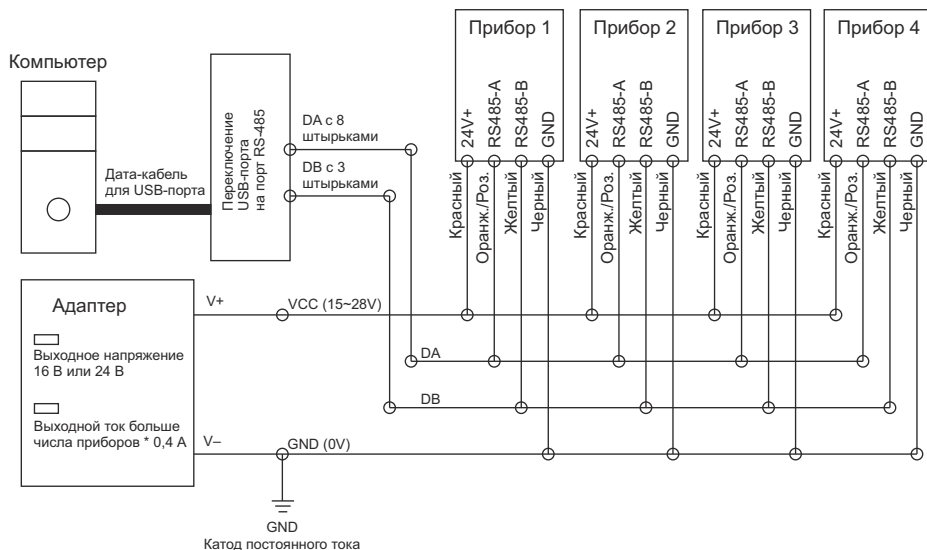 Компьютер
Дата-кабель
для USB-порта
Переключение
USB-порта
на порт RS-485
DA с 8
штырьками
DB с 3
штырьками
Прибор 1
24V+
RS485-A
RS485-B
GND
Красный
Оранж./Роз.
Желтый
Черный
Прибор 2
24V+
RS485-A
RS485-B
GND
Красный
Оранж./Роз.
Желтый
Черный
Прибор 3
24V+
RS485-A
RS485-B
GND
Красный
Оранж./Роз.
Желтый
Черный
Прибор 4
24V+
RS485-A
RS485-B
GND
Красный
Оранж./Роз.
Желтый
Черный
Адаптер
Выходное напряжение
16 В или 24 В
Выходной ток больше
числа приборов * 0,4 А
V+
VCC (15~28V)
DA
DB
V–
GND (0V)
GND
Катод постоянного тока